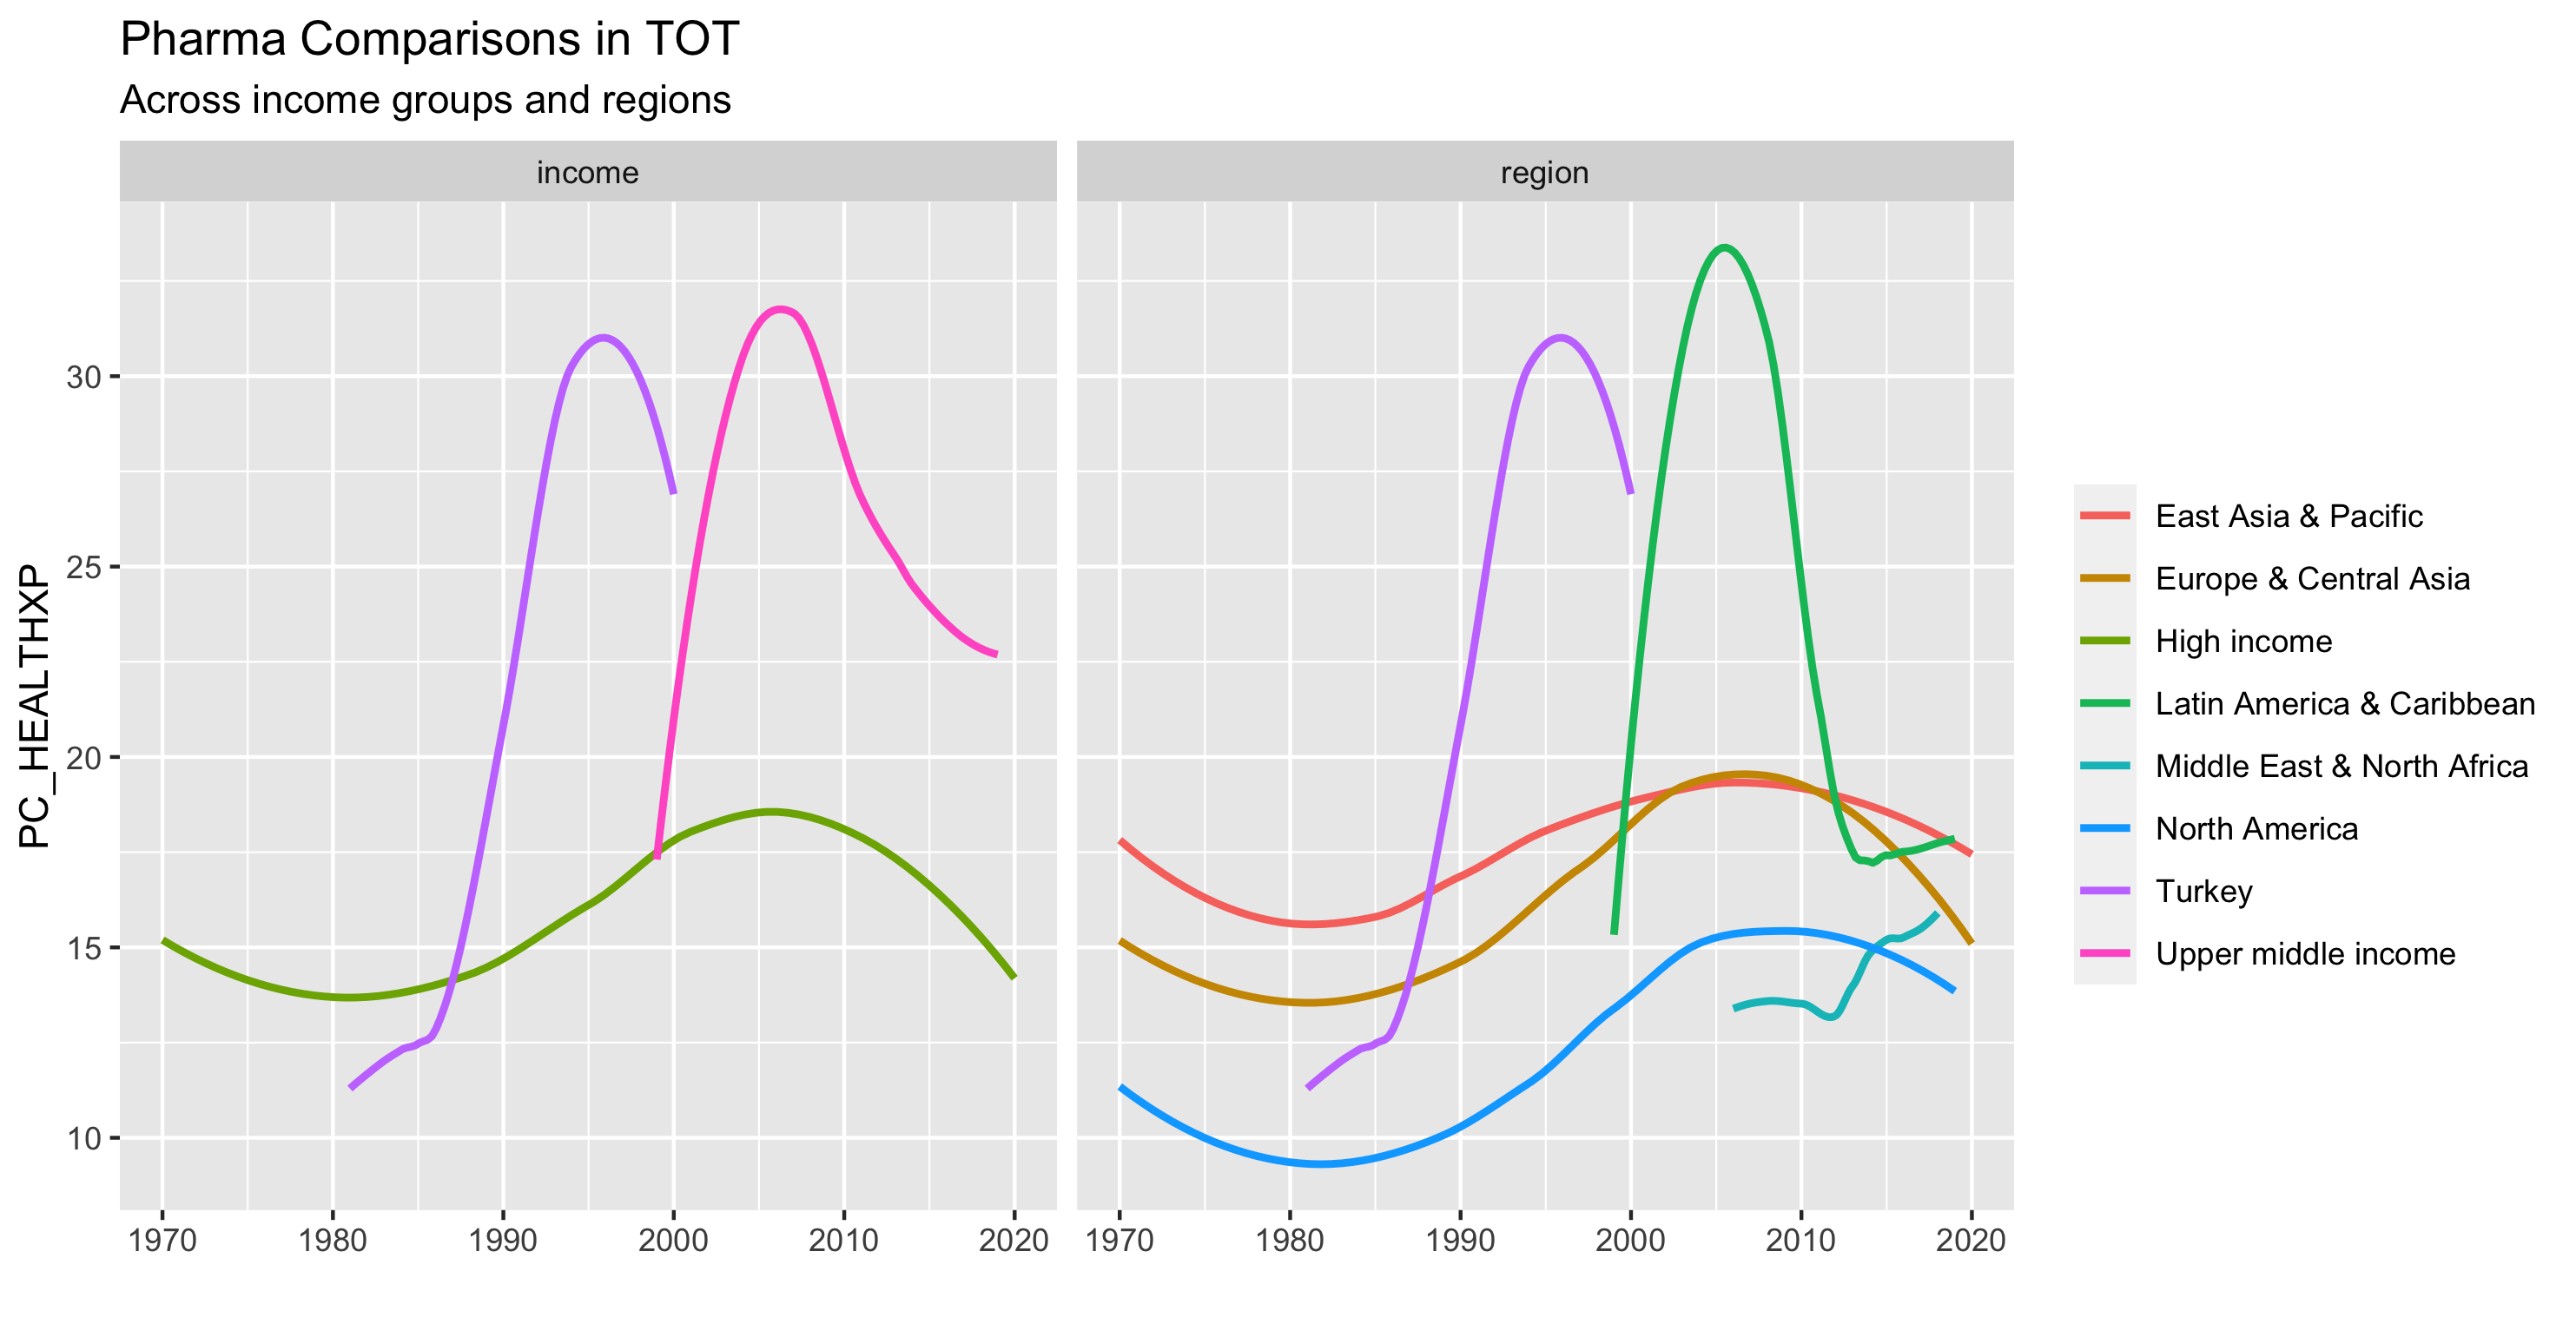 Pharma Comparisons in TOT
Across income groups and regions
income
region
PC_HEALTHXP
30
25
20
15
10
1970 1980 1990 2000 2010 2020
1970 1980 1990 2000 2010 2020
East Asia & Pacific
Europe & Central Asia
High income
Latin America & Caribbean
Middle East & North Africa
North America
Turkey
Upper middle income